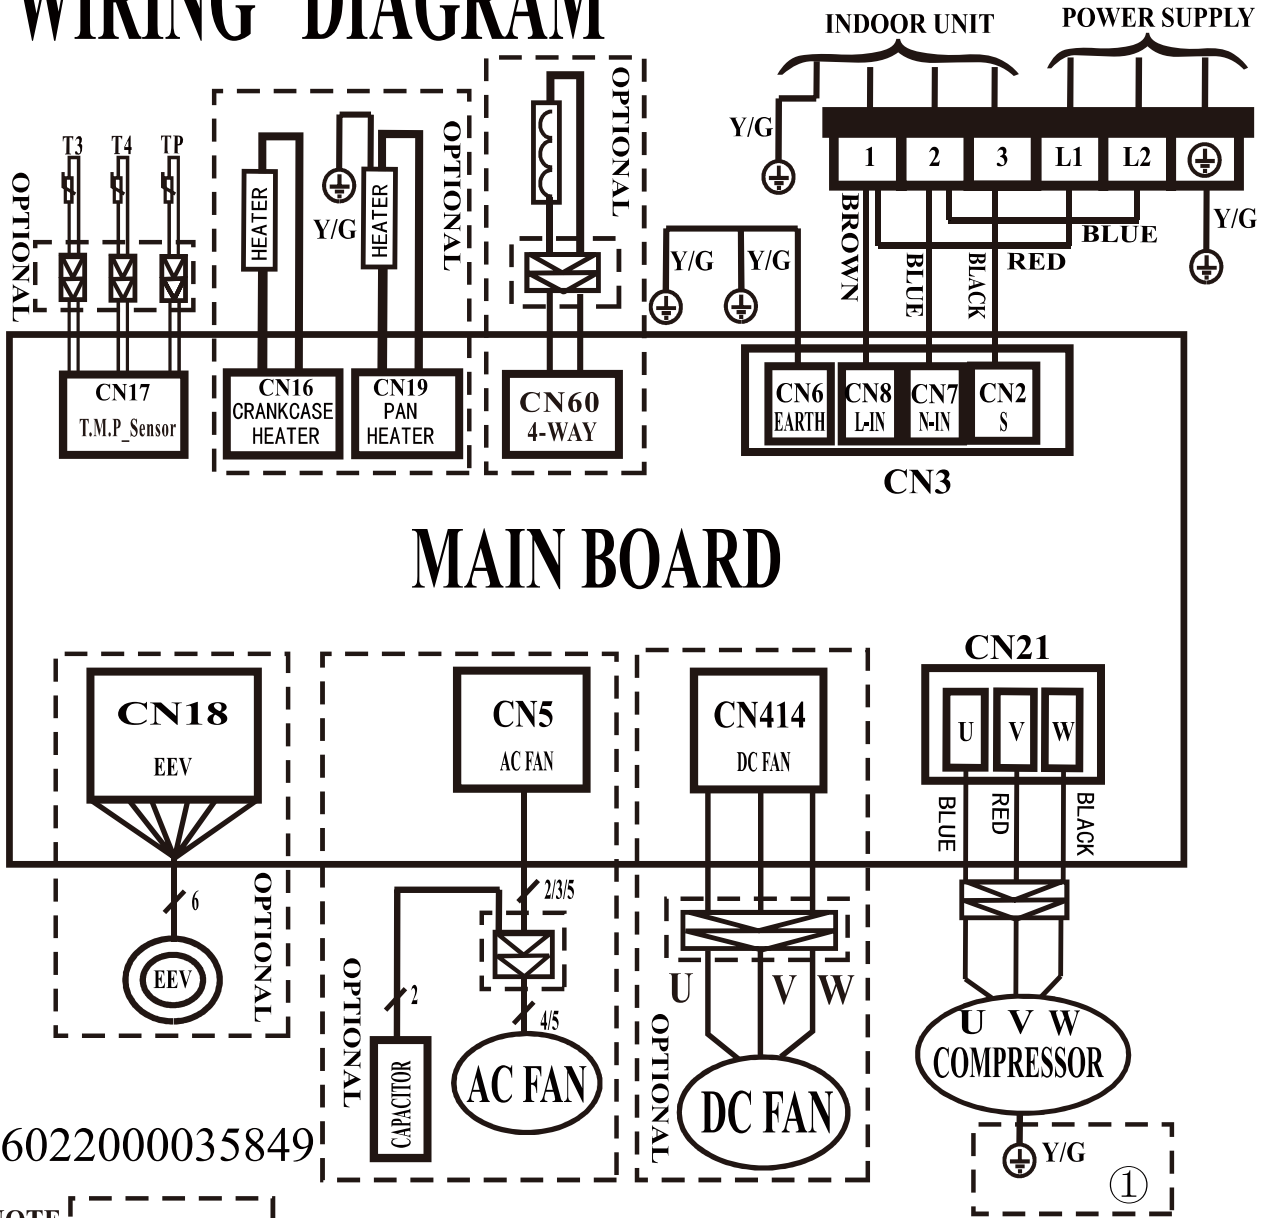 WIRING DIAGRAM
INDOOR UNIT
POWER SUPPLY
Y/G
1 2 3 L1 L2
Y/G
BROWN
BLUE
BLACK
BLUE
RED
T3 T4 TP
OPTIONAL
HEATER
Y/G
HEATER
OPTIONAL
OPTIONAL
Y/G Y/G
CN17
T.M.P_Sensor
CN16
CRANKCASE
HEATER
CN19
PAN
HEATER
CN60
4-WAY
CN6
EARTH
CN8
L-IN
CN7
N-IN
CN2
S
CN3
MAIN BOARD
CN18
EEV
6
EEV
OPTIONAL
CN5
AC FAN
2/3/5
2
4/5
OPTIONAL
CAPACITOR
AC FAN
CN414
DC FAN
U V W
OPTIONAL
DC FAN
CN21
U V W
BLUE
RED
BLACK
U V W
COMPRESSOR
Y/G
①
6022000035849